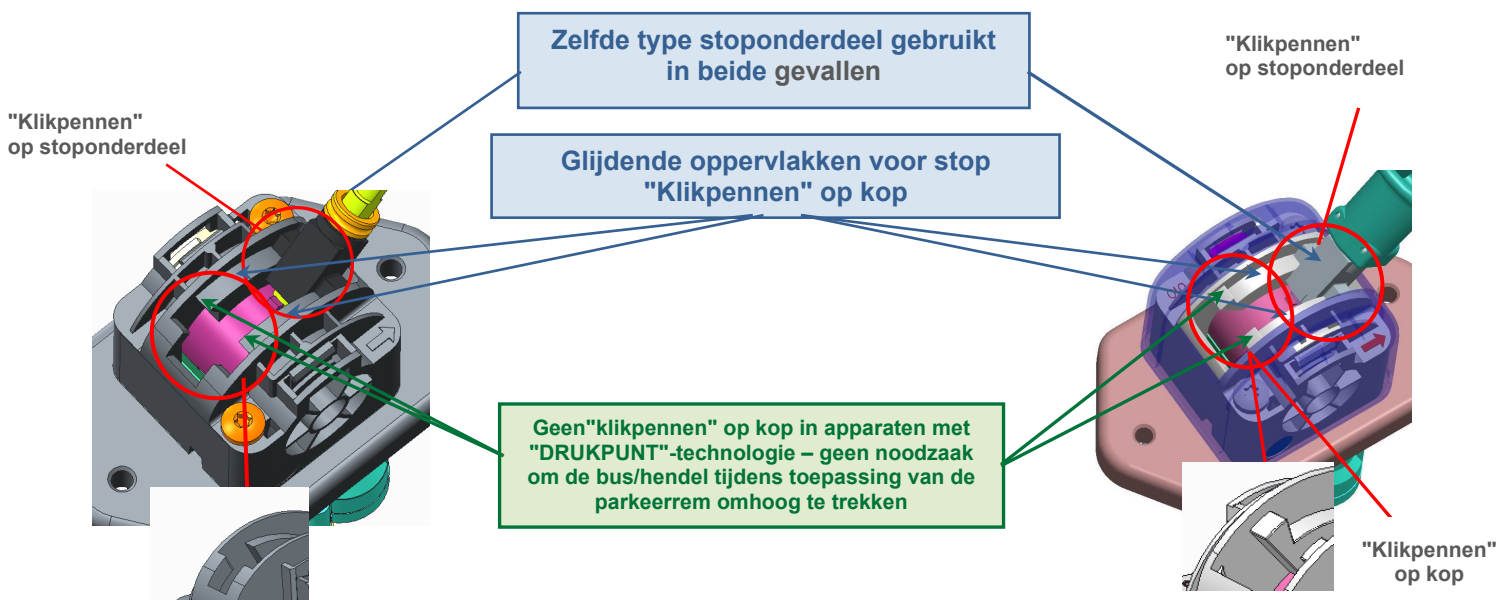 Zelfde type stoponderdeel gebruikt
in beide gevallen
"Klikpennen"
op stoponderdeel
"Klikpennen"
op stoponderdeel
Glijdende oppervlakken voor stop
"Klikpennen" op kop
Geen"klikpennen" op kop in apparaten met
"DRUKPUNT"-technologie – geen noodzaak
om de bus/hendel tijdens toepassing van de
parkeerrem omhoog te trekken
"Klikpennen"
op kop